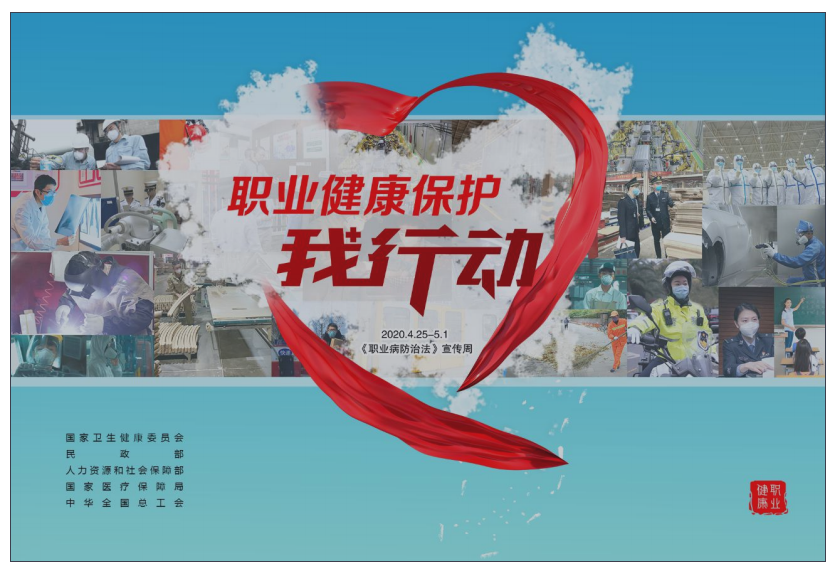 职业健康保护
我行动
2020.4.25-5.1
《职业病防治法》宣传周
国家卫生健康委员会
民政部
人力资源和社会保障部
国家医疗保障局
中华全国总工会
职业
健康